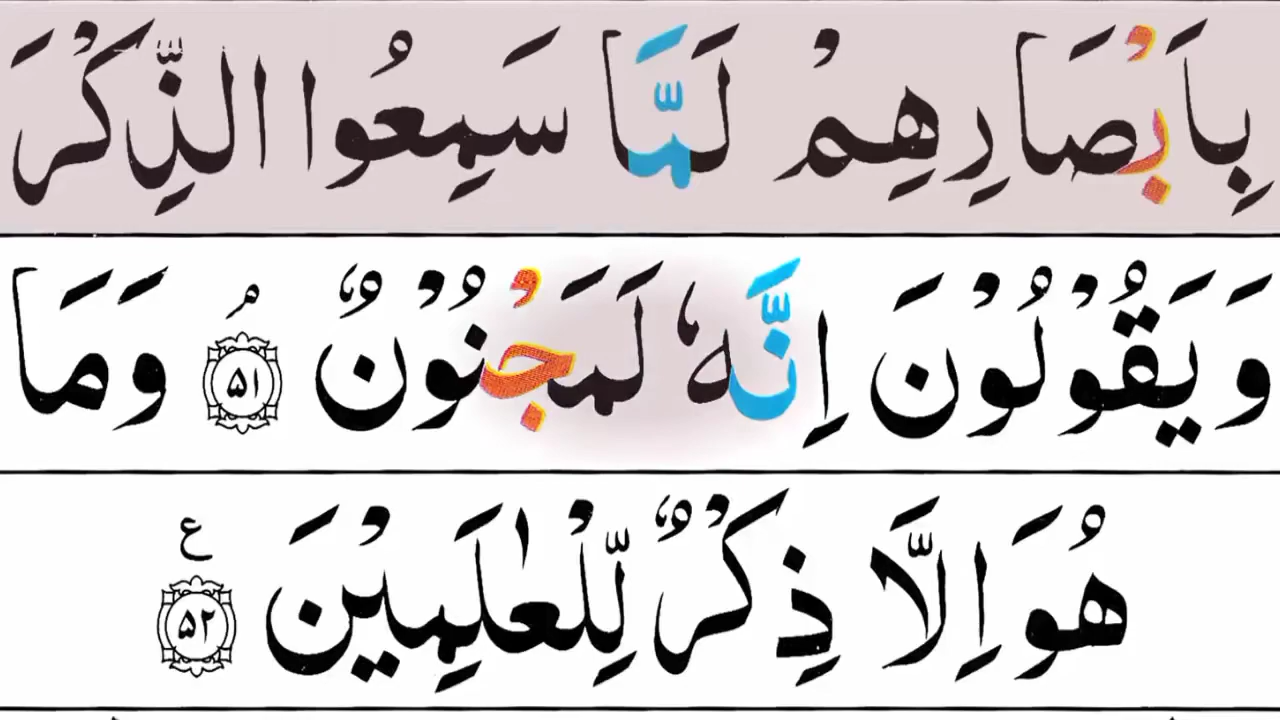 بِاَبْصَارِهِمْ لَمَّا سَمِعُوا الذِّكْرَ
وَيَقُوْلُوْنَ اِنَّهٗ لَمَجْنُوْنٌ ۘ ﴿۵۱﴾ وَمَا
هُوَ اِلَّا ذِكْرٌ لِّلْعٰلَمِيْنَ ﴿۵۲﴾ ع